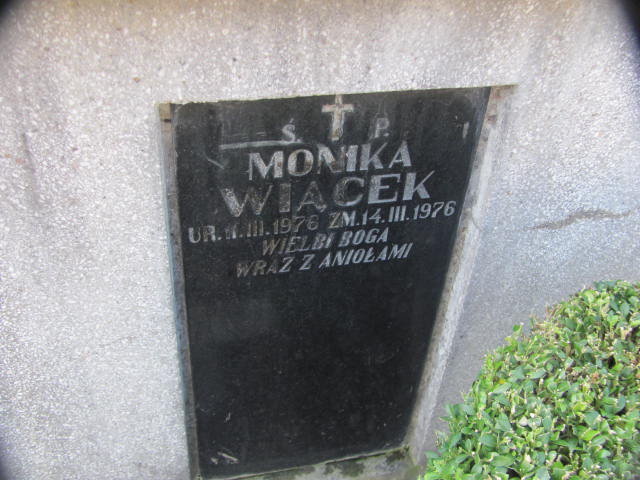 Ś. P.
MONIKA
WIĄCEK
UR. 11. III. 1976 ZM. 14. III. 1976
WIELBI BOGA
WRAZ Z ANIOŁAMI